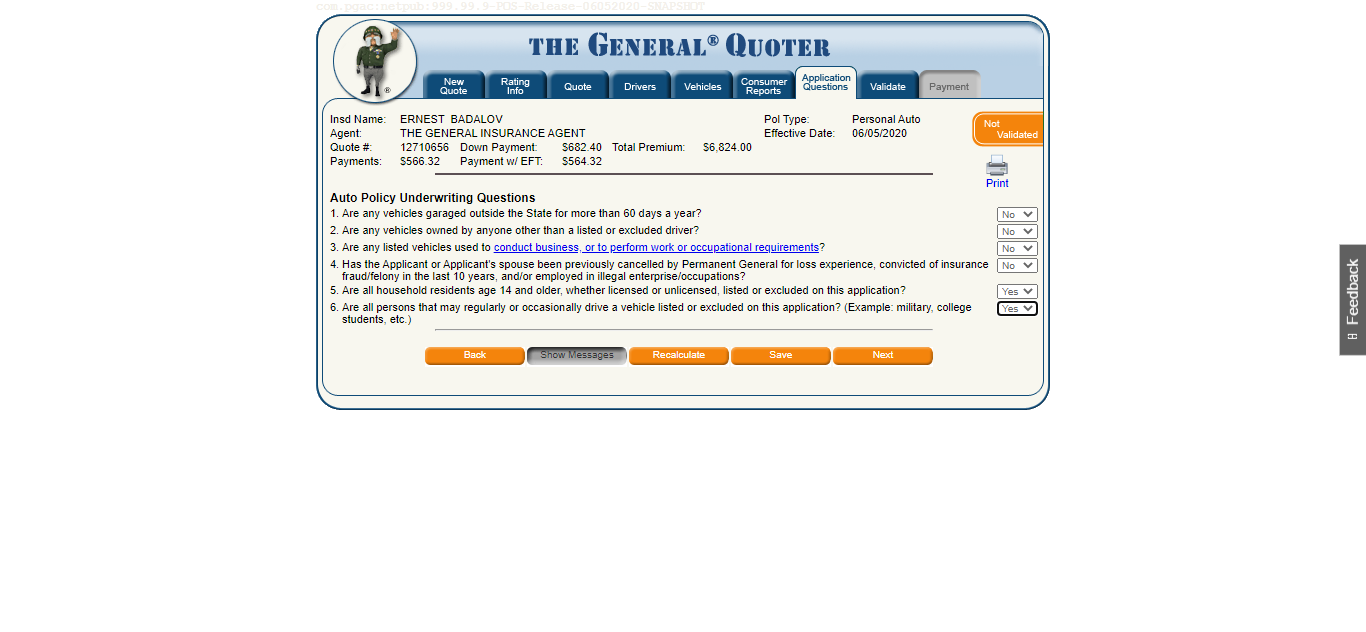 com.pgac:netpub:999.99.9-POS-Release-06052020-SNAPSHOT
THE GENERAL® QUOTER
New Quote
Rating Info
Quote
Drivers
Vehicles
Consumer Reports
Application Questions
Validate
Payment
®
Insd Name: ERNEST BADALOV Pol Type: Personal Auto
Agent: THE GENERAL INSURANCE AGENT Effective Date: 06/05/2020
Quote #: 12710656 Down Payment: $682.40 Total Premium: $6,824.00
Payments: $566.32 Payment w/ EFT: $564.32
Not
Validated
Print
Auto Policy Underwriting Questions
1. Are any vehicles garaged outside the State for more than 60 days a year? No
2. Are any vehicles owned by anyone other than a listed or excluded driver? No
3. Are any listed vehicles used to conduct business, or to perform work or occupational requirements? No
4. Has the Applicant or Applicant's spouse been previously cancelled by Permanent General for loss experience, convicted of insurance No
fraud/felony in the last 10 years, and/or employed in illegal enterprise/occupations?
5. Are all household residents age 14 and older, whether licensed or unlicensed, listed or excluded on this application? Yes
6. Are all persons that may regularly or occasionally drive a vehicle listed or excluded on this application? (Example: military, college Yes
students, etc.)
Back Show Messages Recalculate Save Next
Feedback